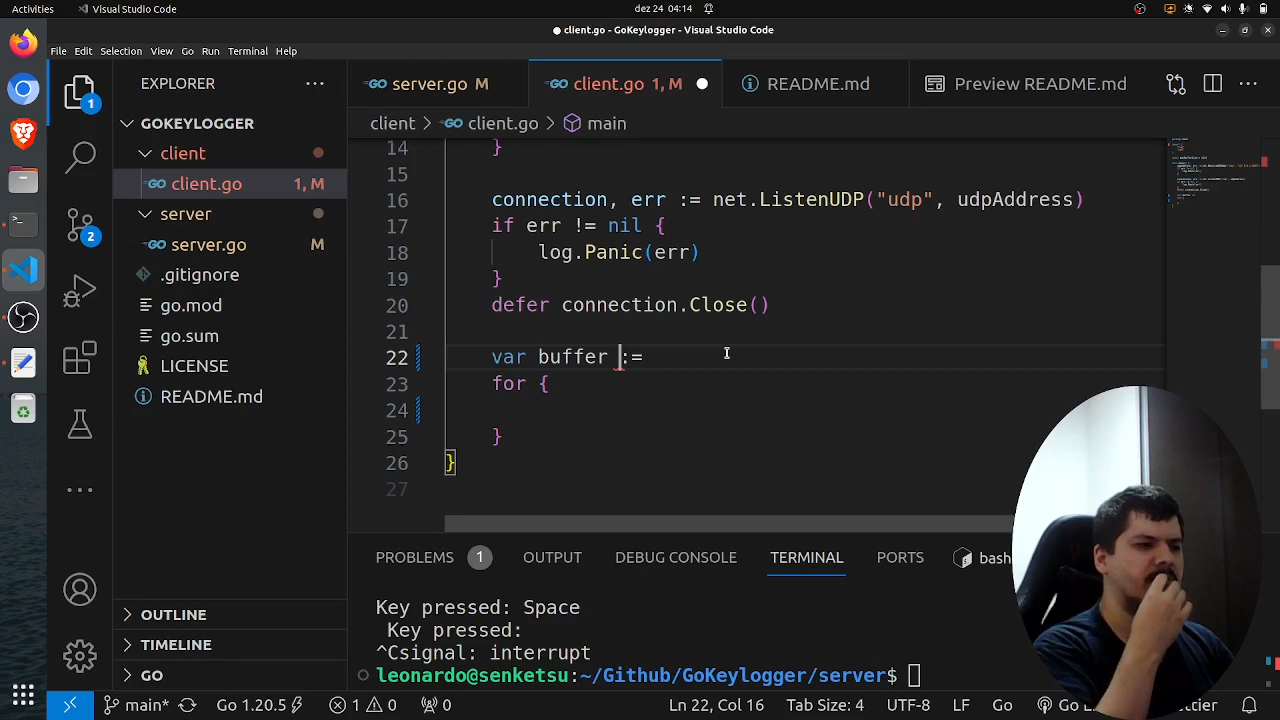 Activities
Visual Studio Code
dez 24 04:14
client.go - GoKeylogger - Visual Studio Code
File Edit Selection View Go Run Terminal Help
EXPLORER
server.go M
client.go 1, M
README.md
Preview README.md
GOKEYLOGGER
client
client.go 1, M
server
server.go M
.gitignore
go.mod
go.sum
LICENSE
README.md
OUTLINE
TIMELINE
GO
1
2
client > client.go > main
14 }
15
16 connection, err := net.ListenUDP("udp", udpAddress)
17 if err != nil {
18 log.Panic(err)
19 }
20 defer connection.Close()
21
22 var buffer :=
23 for {
24
25 }
26 }
27
PROBLEMS 1 OUTPUT DEBUG CONSOLE TERMINAL PORTS bash
Key pressed: Space
Key pressed:
^Csignal: interrupt
leonardo@senketsu:~/Github/GoKeylogger/server$
main* Go 1.20.5 1 0 0 Ln 22, Col 16 Tab Size: 4 UTF-8 LF Go